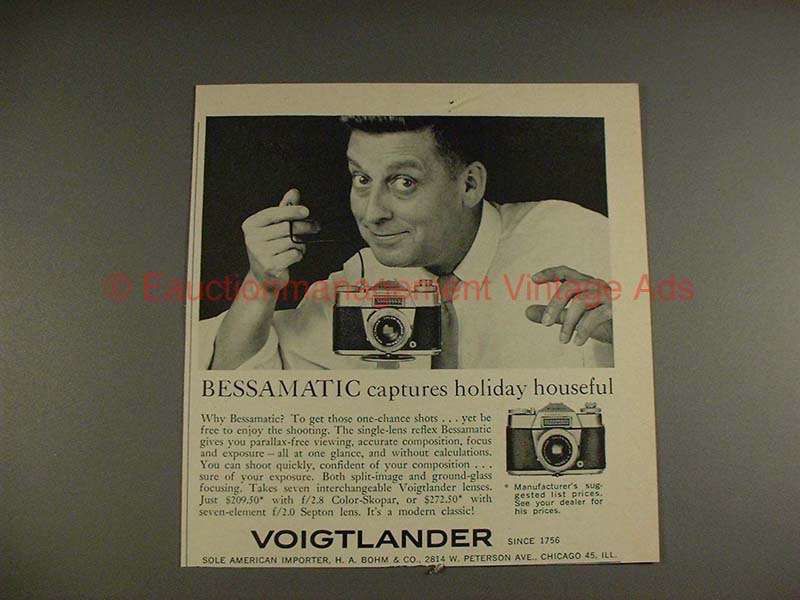 © Eauctionmanagement Vintage Ads
BESSAMATIC captures holiday houseful
Why Bessamatic? To get those one-chance shots . . . yet be
free to enjoy the shooting. The single-lens reflex Bessamatic
gives you parallax-free viewing, accurate composition, focus
and exposure — all at one glance, and without calculations.
You can shoot quickly, confident of your composition . . .
sure of your exposure. Both split-image and ground-glass
focusing. Takes seven interchangeable Voigtlander lenses.
Just $209.50* with f/2.8 Color-Skopar, or $272.50* with
seven-element f/2.0 Septon lens. It's a modern classic!
* Manufacturer's sug-
gested list prices.
See your dealer for
his prices.
VOIGTLANDER SINCE 1756
SOLE AMERICAN IMPORTER, H. A. BOHM & CO., 2814 W. PETERSON AVE., CHICAGO 45, ILL.